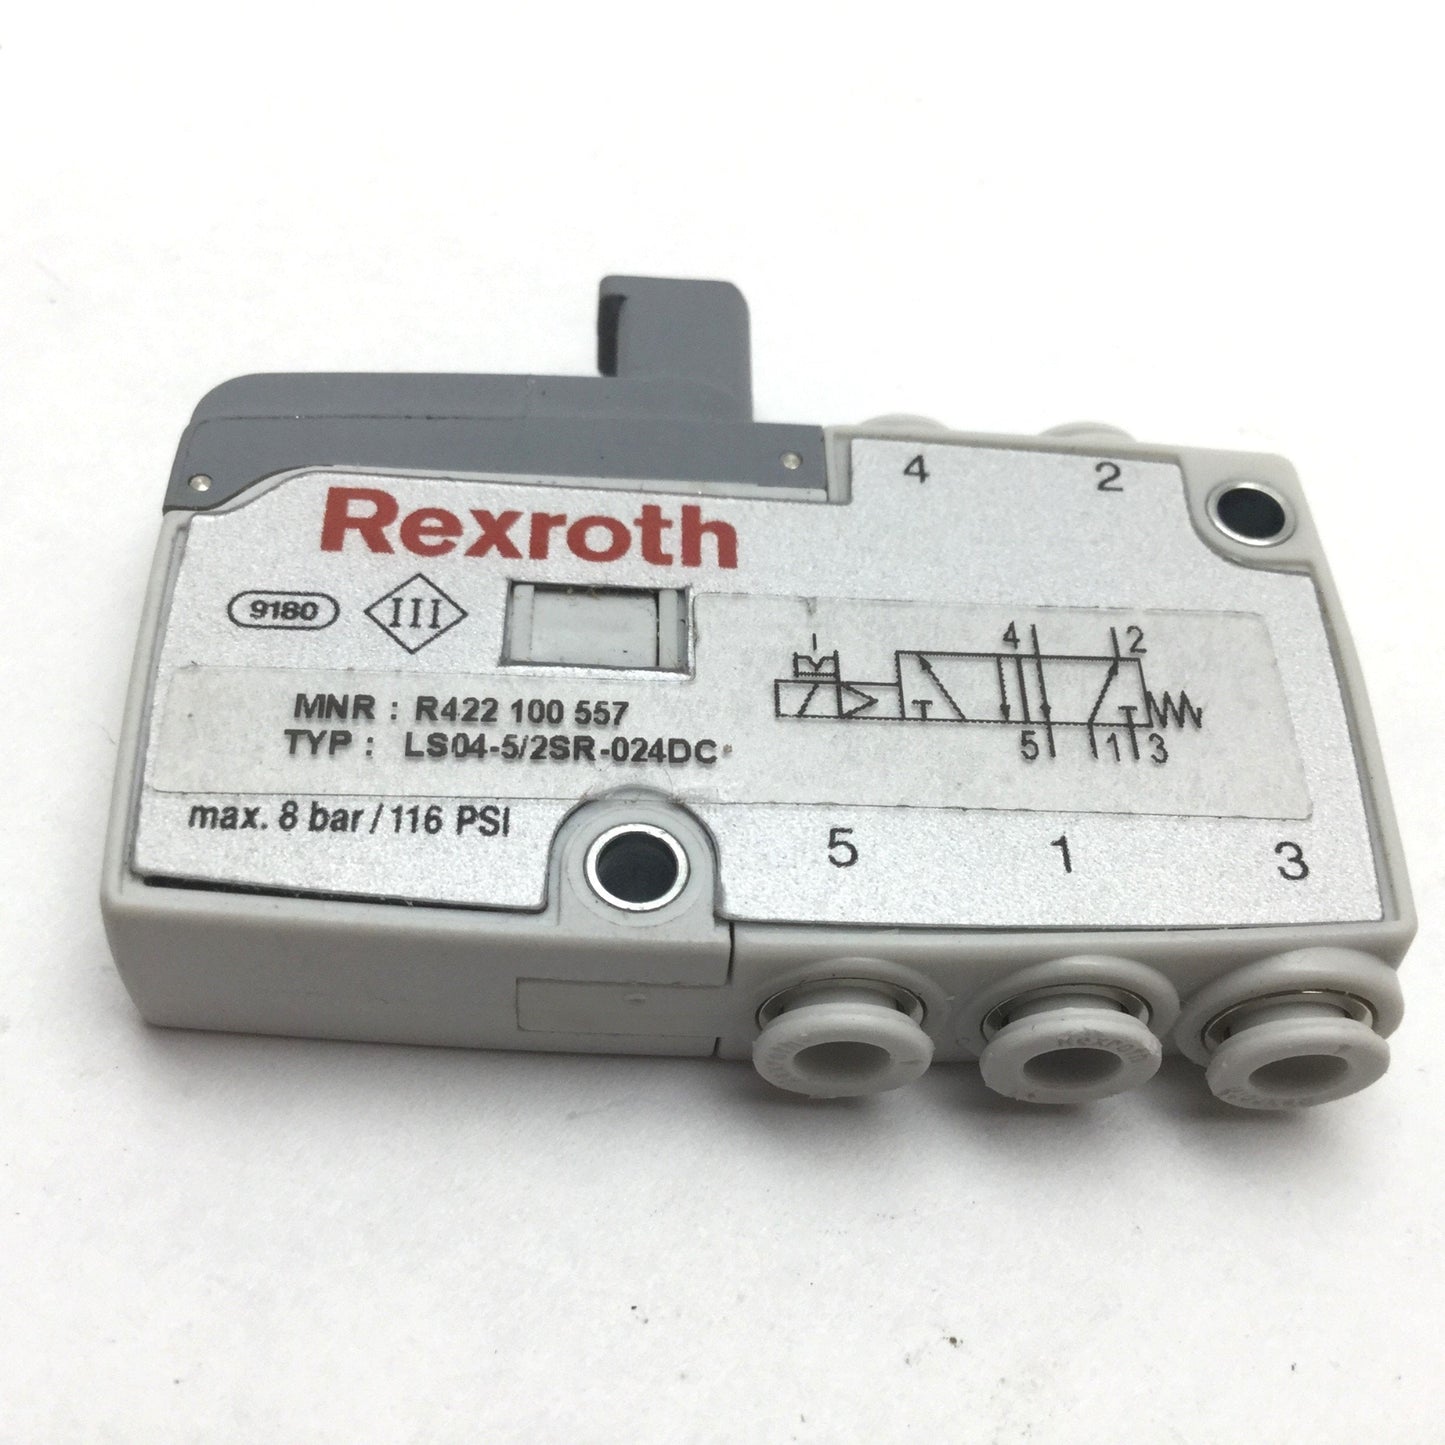 4 2
Rexroth
9180 III
4 2
MNR : R422 100 557
TYP : LS04-5/2SR-024DC
5 1 3
max. 8 bar / 116 PSI
5 1 3
Rexroth